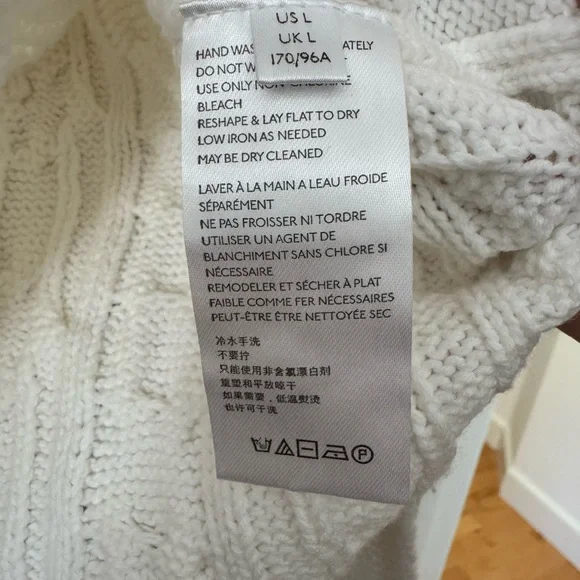 US L
UK L
170/96A
HAND WAS ATELY
DO NOT W
USE ONLY NON-CHLORINE
BLEACH
RESHAPE & LAY FLAT TO DRY
LOW IRON AS NEEDED
MAY BE DRY CLEANED
LAVER À LA MAIN A LEAU FROIDE
SÉPARÉMENT
NE PAS FROISSER NI TORDRE
UTILISER UN AGENT DE
BLANCHIMENT SANS CHLORE SI
NÉCESSAIRE
REMODELER ET SÉCHER À PLAT
FAIBLE COMME FER NÉCESSAIRES
PEUT-ÊTRE ÊTRE NETTOYÉE SEC
冷水手洗
不要拧
只能使用非含氯漂白剂
重塑和平放晾干
如果需要，低温熨烫
也许可干洗
P